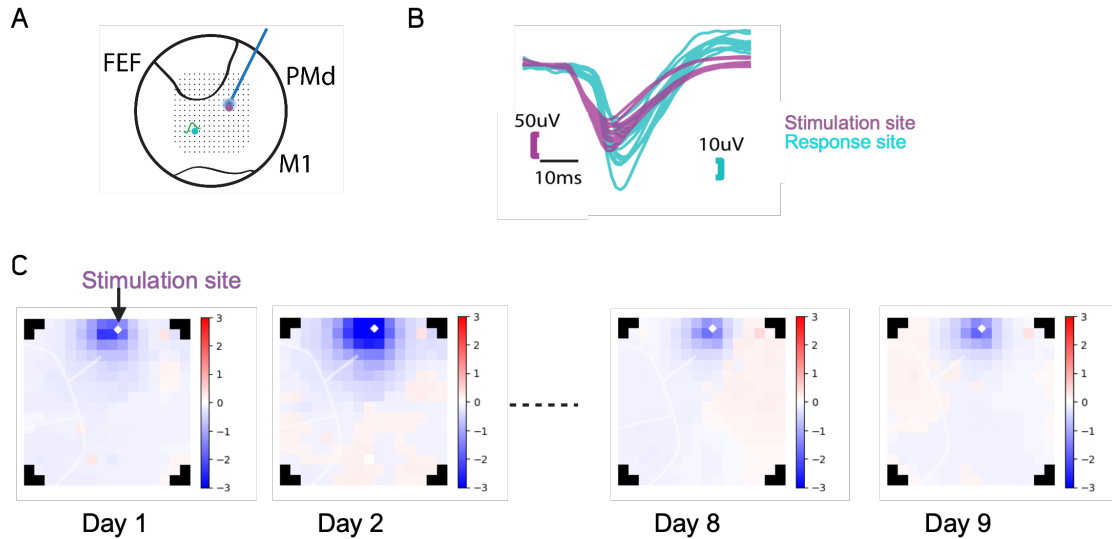 A
FEF
PMd
M1
B
50uV
10ms
10uV
Stimulation site
Response site
C
Stimulation site
3
2
1
0
−1
−2
−3
3
2
1
0
−1
−2
−3
3
2
1
0
−1
−2
−3
3
2
1
0
−1
−2
−3
Day 1
Day 2
Day 8
Day 9